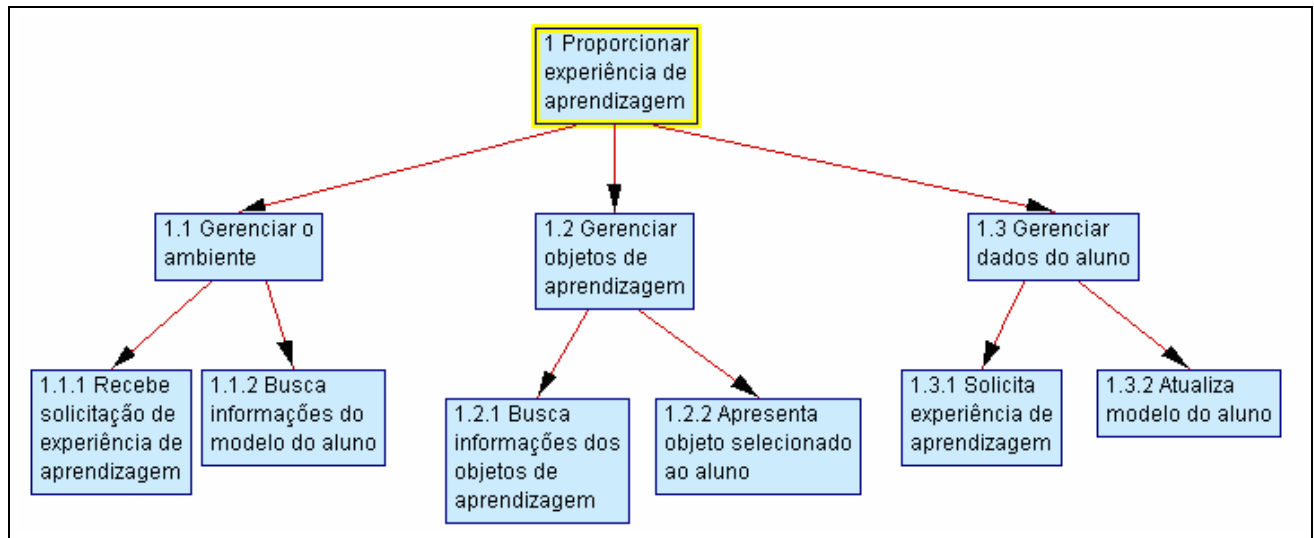 1 Proporcionar
experiência de
aprendizagem
1.1 Gerenciar o
ambiente
1.2 Gerenciar
objetos de
aprendizagem
1.3 Gerenciar
dados do aluno
1.1.1 Recebe
solicitação de
experiência de
aprendizagem
1.1.2 Busca
informações do
modelo do aluno
1.2.1 Busca
informações dos
objetos de
aprendizagem
1.2.2 Apresenta
objeto selecionado
ao aluno
1.3.1 Solicita
experiência de
aprendizagem
1.3.2 Atualiza
modelo do aluno